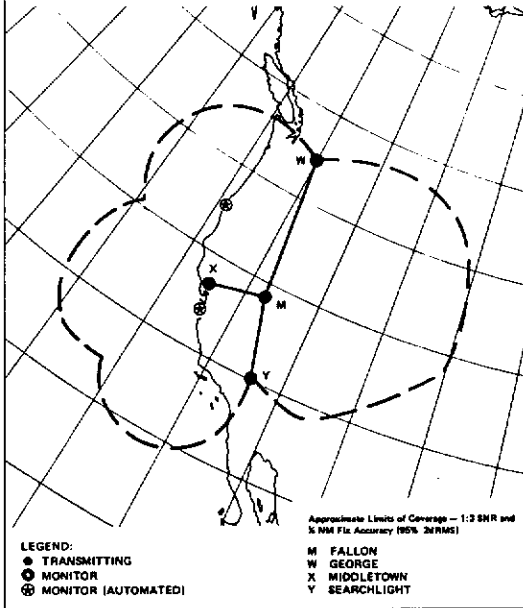 W
X
M
Y
Approximate Limits of Coverage — 1:3 SNR and
¼ NM Fix Accuracy (95% 2dRMS)
LEGEND:
TRANSMITTING
MONITOR
MONITOR (AUTOMATED)
M FALLON
W GEORGE
X MIDDLETOWN
Y SEARCHLIGHT